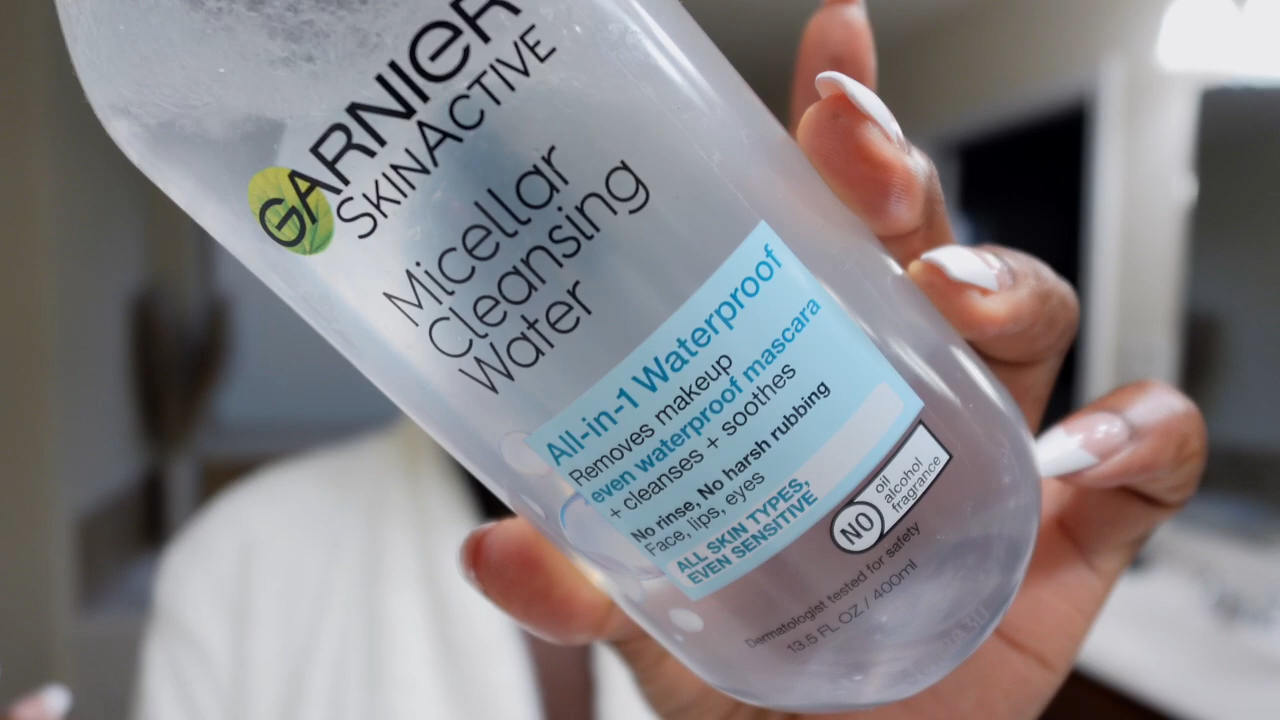 GARNIER
SKINACTIVE
Micellar
Cleansing
Water
All-in-1 Waterproof
Removes makeup
even waterproof mascara
+ cleanses + soothes
No rinse, No harsh rubbing
Face, lips, eyes
ALL SKIN TYPES,
EVEN SENSITIVE
NO
oil
alcohol
fragrance
Dermatologist tested for safety
13.5 FL OZ / 400ml